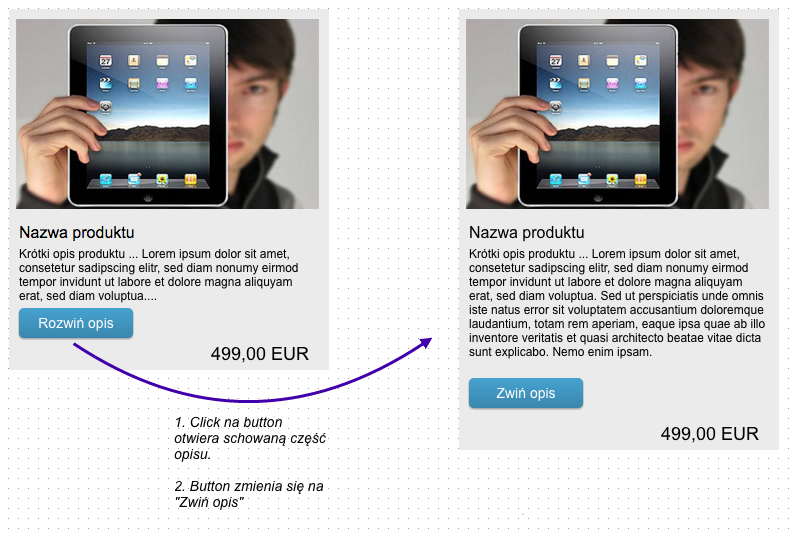 Nazwa produktu
Krótki opis produktu ... Lorem ipsum dolor sit amet,
consetetur sadipscing elitr, sed diam nonumy eirmod
tempor invidunt ut labore et dolore magna aliquyam
erat, sed diam voluptua....
Rozwiń opis
499,00 EUR
1. Click na button
otwiera schowaną część
opisu.
2. Button zmienia się na
"Zwiń opis"
Nazwa produktu
Krótki opis produktu ... Lorem ipsum dolor sit amet,
consetetur sadipscing elitr, sed diam nonumy eirmod
tempor invidunt ut labore et dolore magna aliquyam
erat, sed diam voluptua. Sed ut perspiciatis unde omnis
iste natus error sit voluptatem accusantium doloremque
laudantium, totam rem aperiam, eaque ipsa quae ab illo
inventore veritatis et quasi architecto beatae vitae dicta
sunt explicabo. Nemo enim ipsam.
Zwiń opis
499,00 EUR